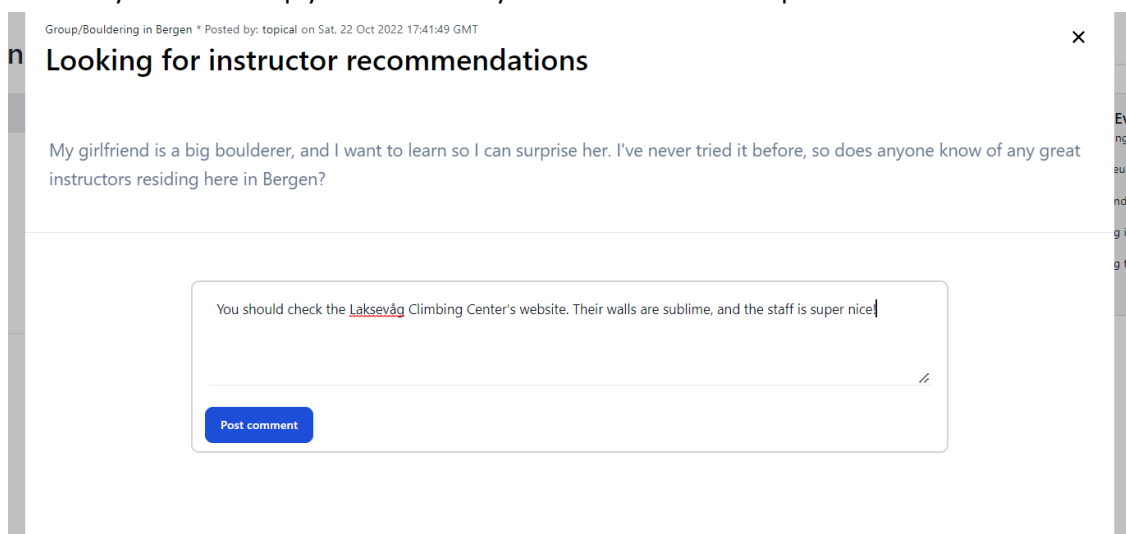 Group/Bouldering in Bergen * Posted by: topical on Sat, 22 Oct 2022 17:41:49 GMT
Looking for instructor recommendations
My girlfriend is a big boulderer, and I want to learn so I can surprise her. I've never tried it before, so does anyone know of any great
instructors residing here in Bergen?
You should check the Laksevåg Climbing Center's website. Their walls are sublime, and the staff is super nice!
Post comment